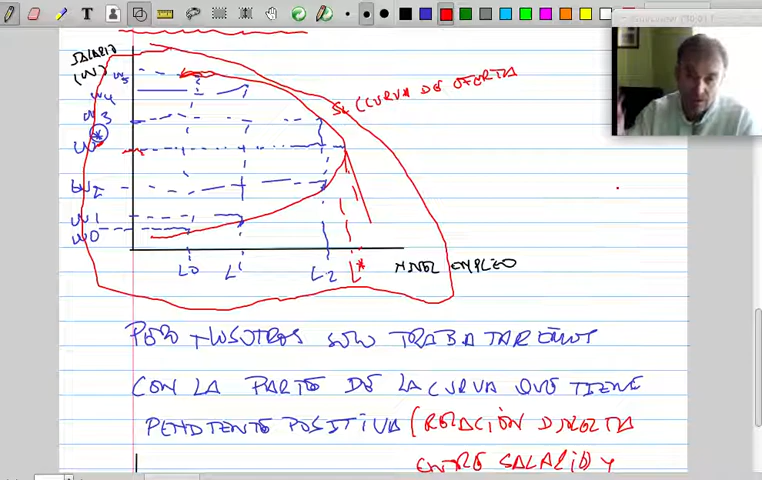 SALARIO
(W)
W5
W4
W3
W*
W2
W1
W0
SL (CURVA DE OFERTA
L0 L1 L2 L* NIVEL EMPLEO
PERO NOSOTROS SOLO TRABAJAREMOS
CON LA PARTE DE LA CURVA QUE TIENE
PENDIENTE POSITIVA (RELACIÓN DIRECTA
ENTRE SALARIO Y